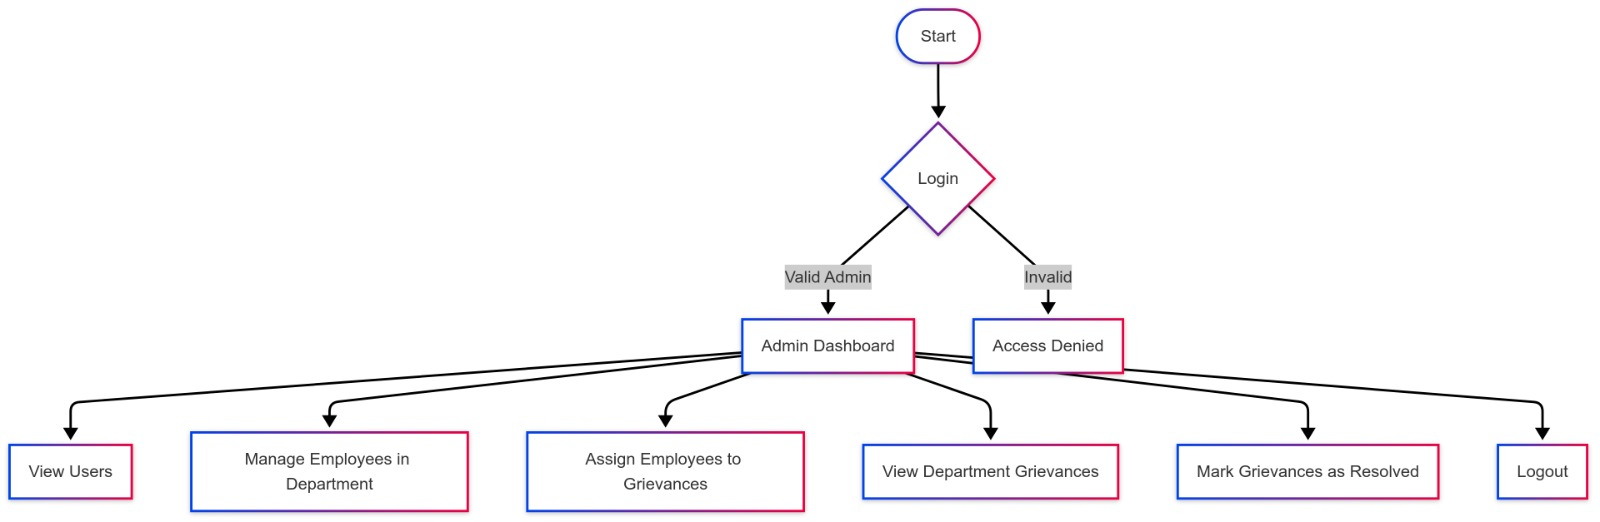 Start
Login
Valid Admin
Invalid
Admin Dashboard
Access Denied
View Users
Manage Employees in
Department
Assign Employees to
Grievances
View Department Grievances
Mark Grievances as Resolved
Logout